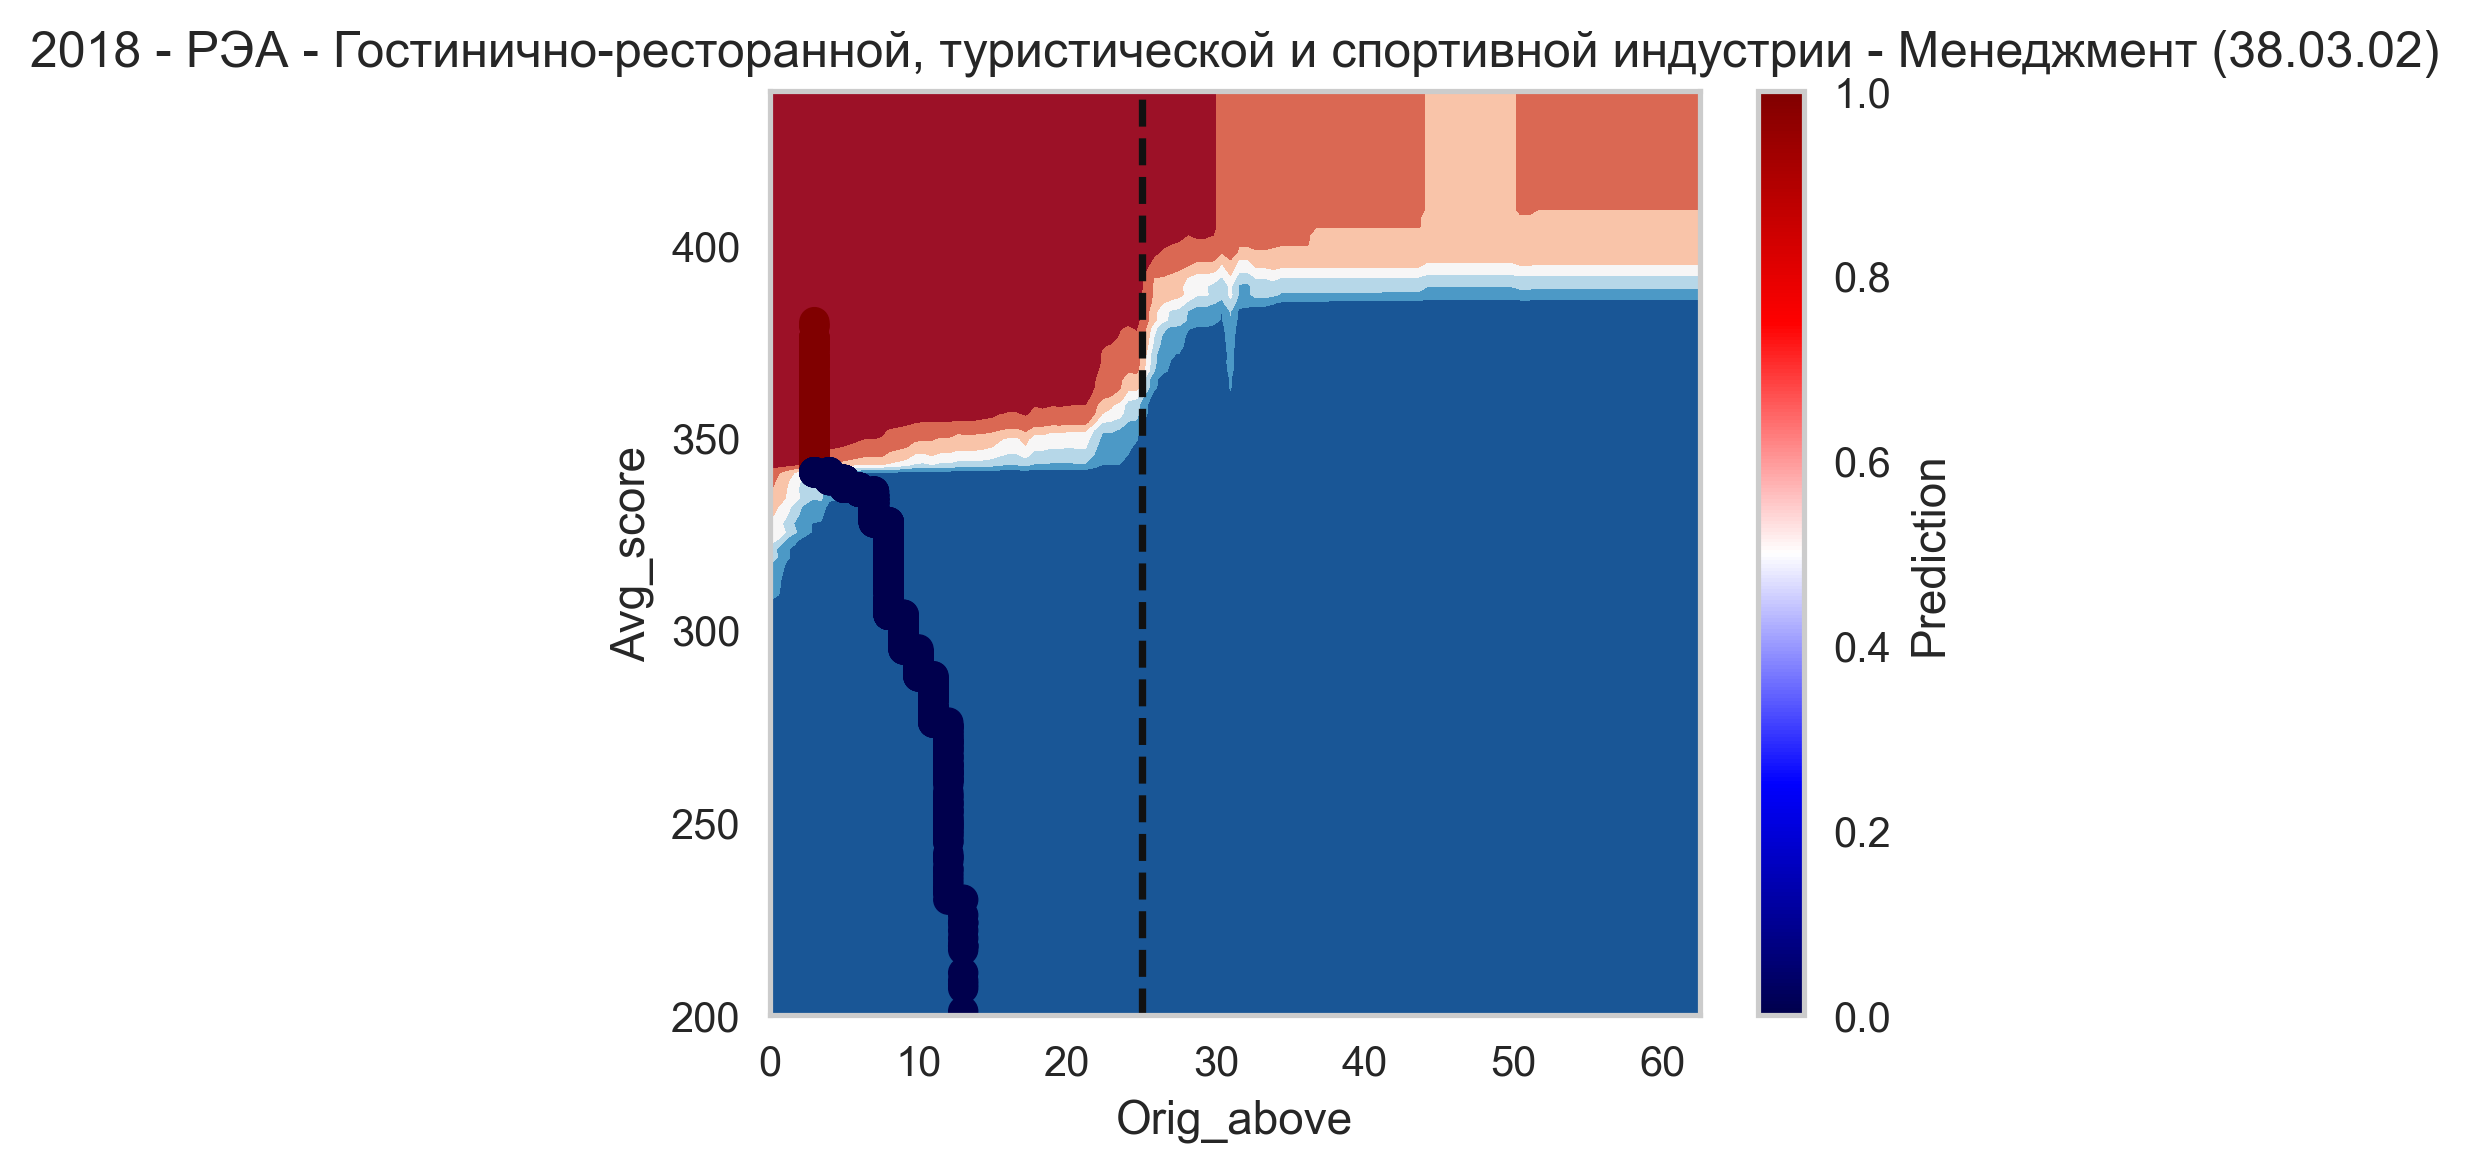 2018 - РЭА - Гостинично-ресторанной, туристической и спортивной индустрии - Менеджмент (38.03.02)
Avg_score
400
350
300
250
200
0 10 20 30 40 50 60
Orig_above
1.0
0.8
0.6
0.4
0.2
0.0
Prediction